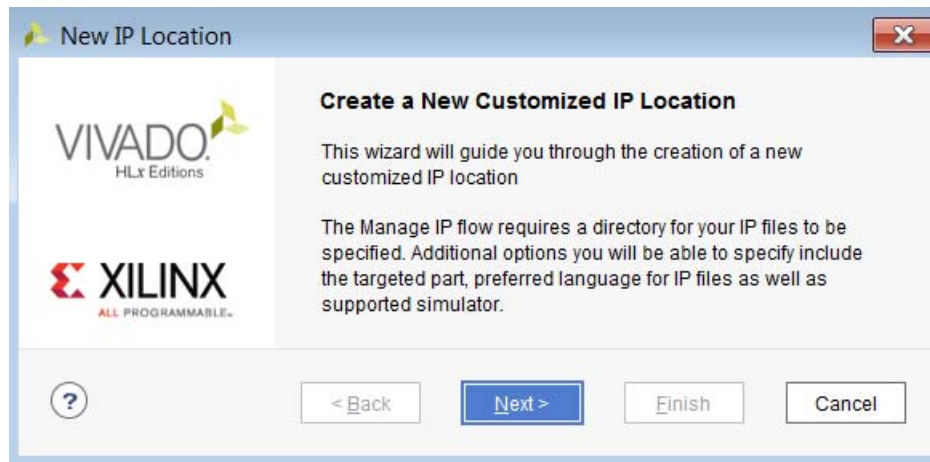 New IP Location
VIVADO.
HLx Editions
XILINX
ALL PROGRAMMABLE™
Create a New Customized IP Location
This wizard will guide you through the creation of a new
customized IP location
The Manage IP flow requires a directory for your IP files to be
specified. Additional options you will be able to specify include
the targeted part, preferred language for IP files as well as
supported simulator.
?
< Back
Next >
Finish
Cancel